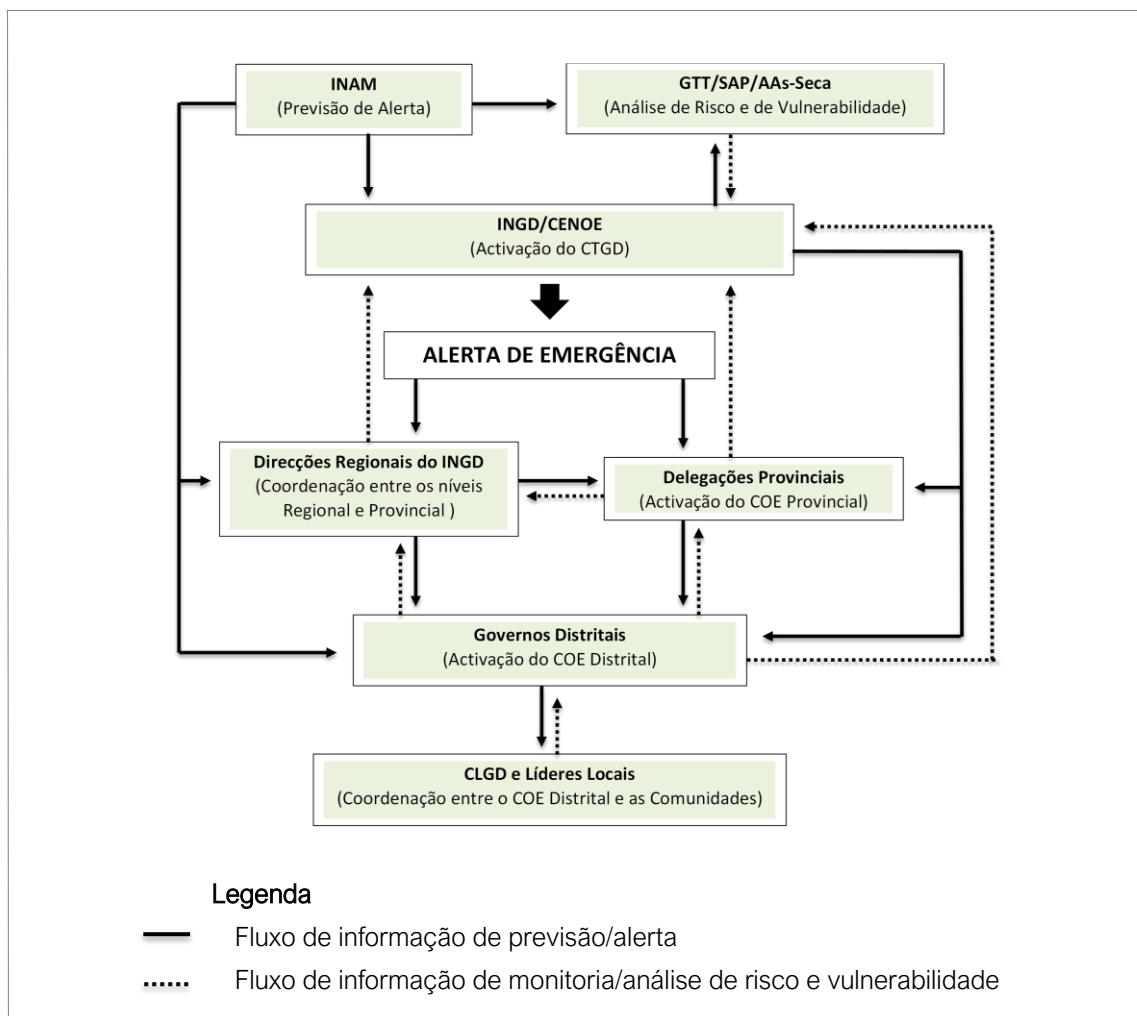 INAM
(Previsão de Alerta)
GTT/SAP/AAs-Seca
(Análise de Risco e de Vulnerabilidade)
INGD/CENOE
(Activação do CTGD)
ALERTA DE EMERGÊNCIA
Direcções Regionais do INGD
(Coordenação entre os níveis
Regional e Provincial )
Delegações Provinciais
(Activação do COE Provincial)
Governos Distritais
(Activação do COE Distrital)
CLGD e Líderes Locais
(Coordenação entre o COE Distrital e as Comunidades)
Legenda
Fluxo de informação de previsão/alerta
Fluxo de informação de monitoria/análise de risco e vulnerabilidade